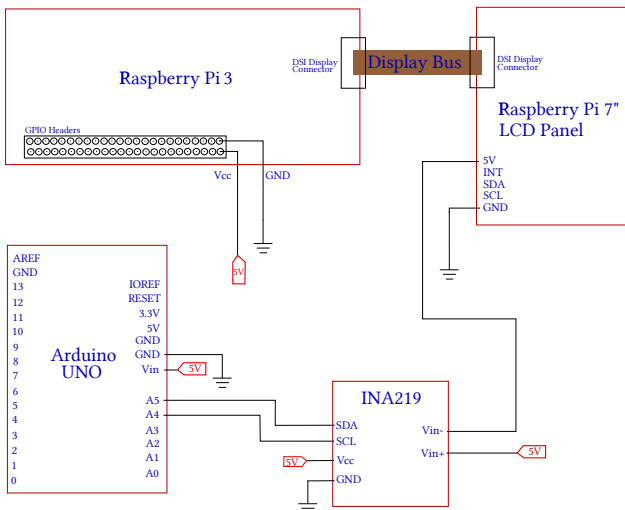 Raspberry Pi 3
DSI Display
Connector
Display Bus
DSI Display
Connector
Raspberry Pi 7"
LCD Panel
GPIO Headers
Vcc
GND
5V
5V
INT
SDA
SCL
GND
AREF
GND
13
12
11
10
9
8
7
6
5
4
3
2
1
0
Arduino
UNO
IOREF
RESET
3.3V
5V
GND
GND
Vin
5V
A5
A4
A3
A2
A1
A0
INA219
SDA
SCL
5V
Vcc
GND
Vin-
Vin+
5V